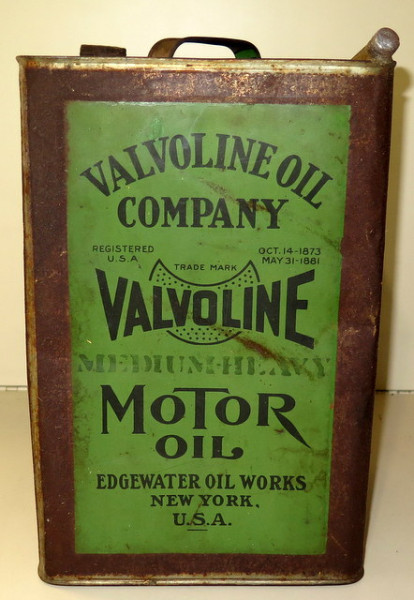 VALVOLINE OIL
COMPANY
REGISTERED
U.S.A.
OCT. 14-1873
MAY 31-1881
TRADE MARK
VALVOLINE
MEDIUM-HEAVY
MOTOR
OIL
EDGEWATER OIL WORKS
NEW YORK,
U.S.A.